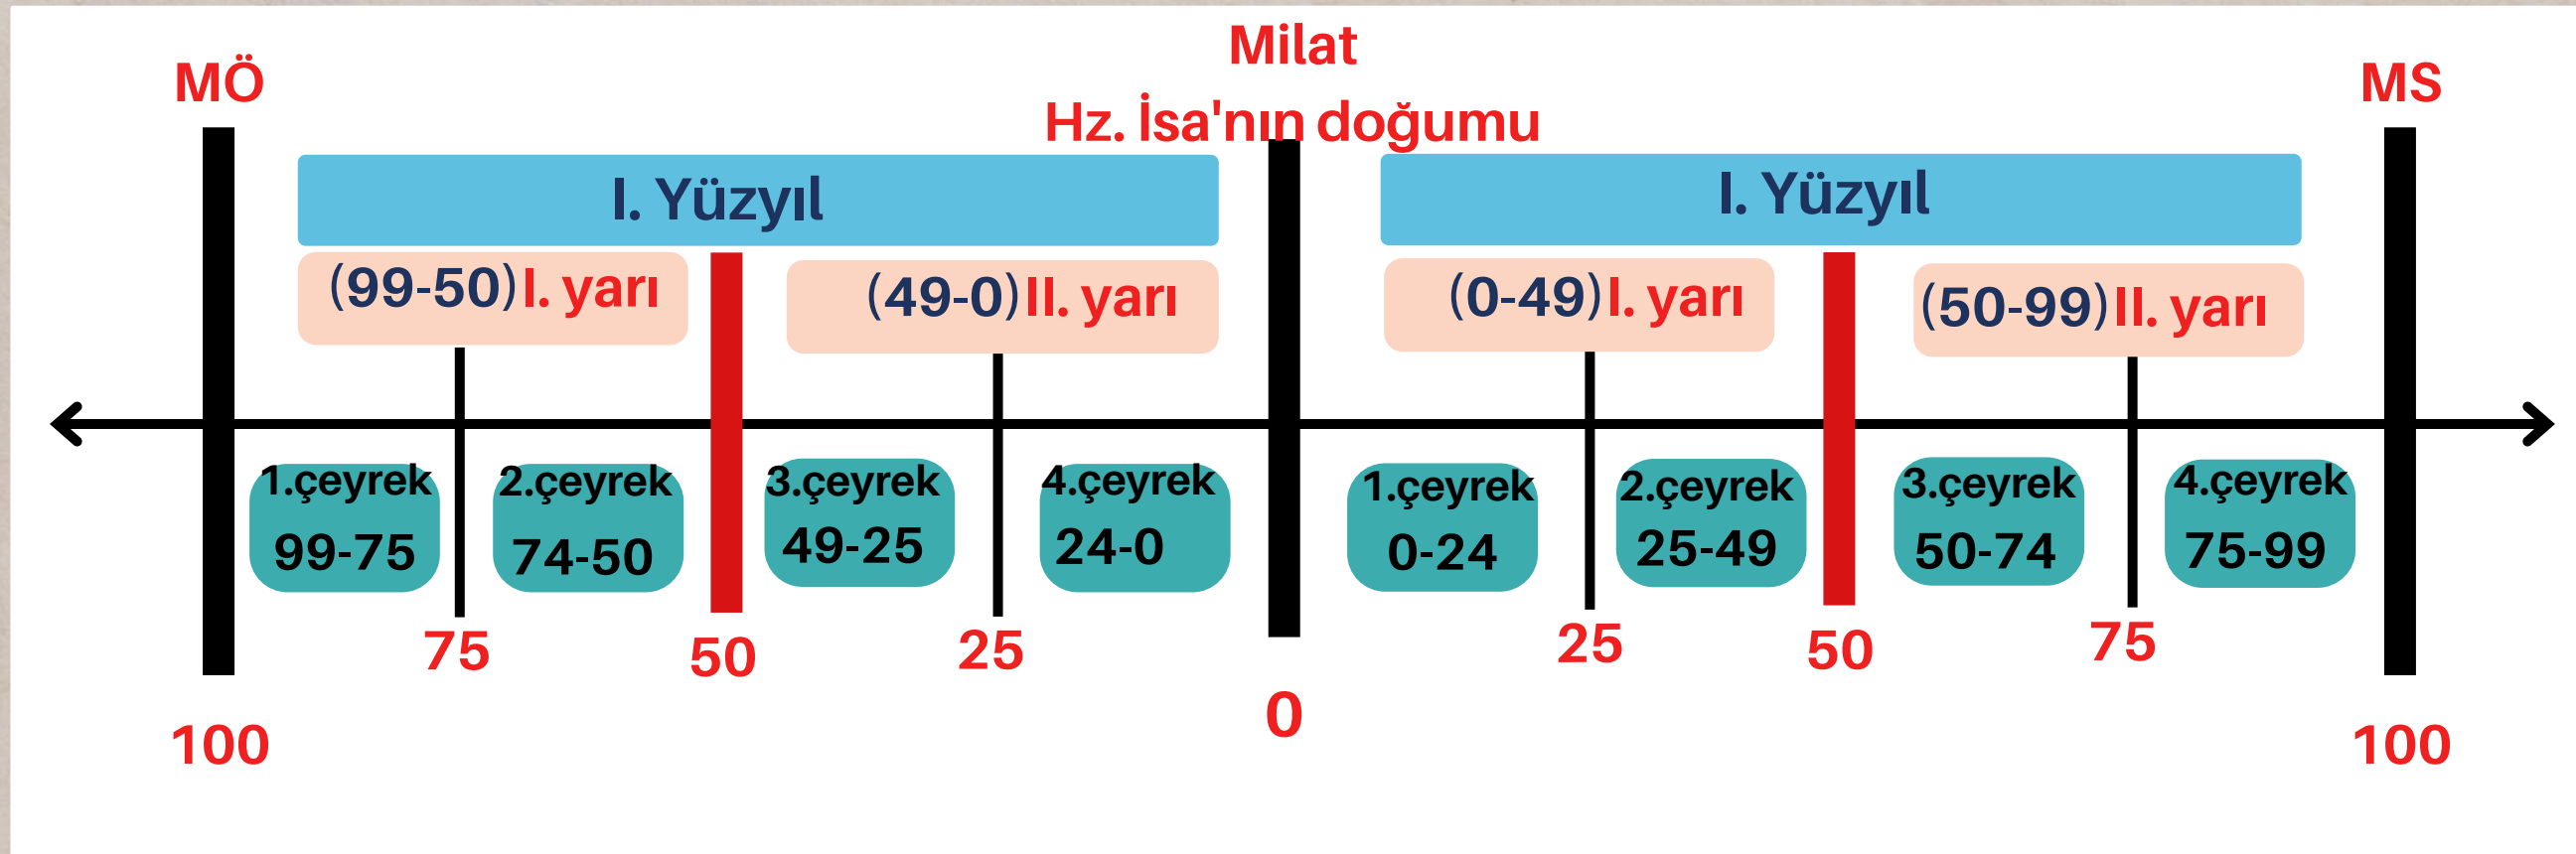 Milat
MÖ
MS
Hz. İsa'nın doğumu
I. Yüzyıl
I. Yüzyıl
(99-50) I. yarı
(49-0) II. yarı
(0-49) I. yarı
(50-99) II. yarı
1.çeyrek
99-75
2.çeyrek
74-50
3.çeyrek
49-25
4.çeyrek
24-0
1.çeyrek
0-24
2.çeyrek
25-49
3.çeyrek
50-74
4.çeyrek
75-99
75
50
25
25
50
75
100
0
100